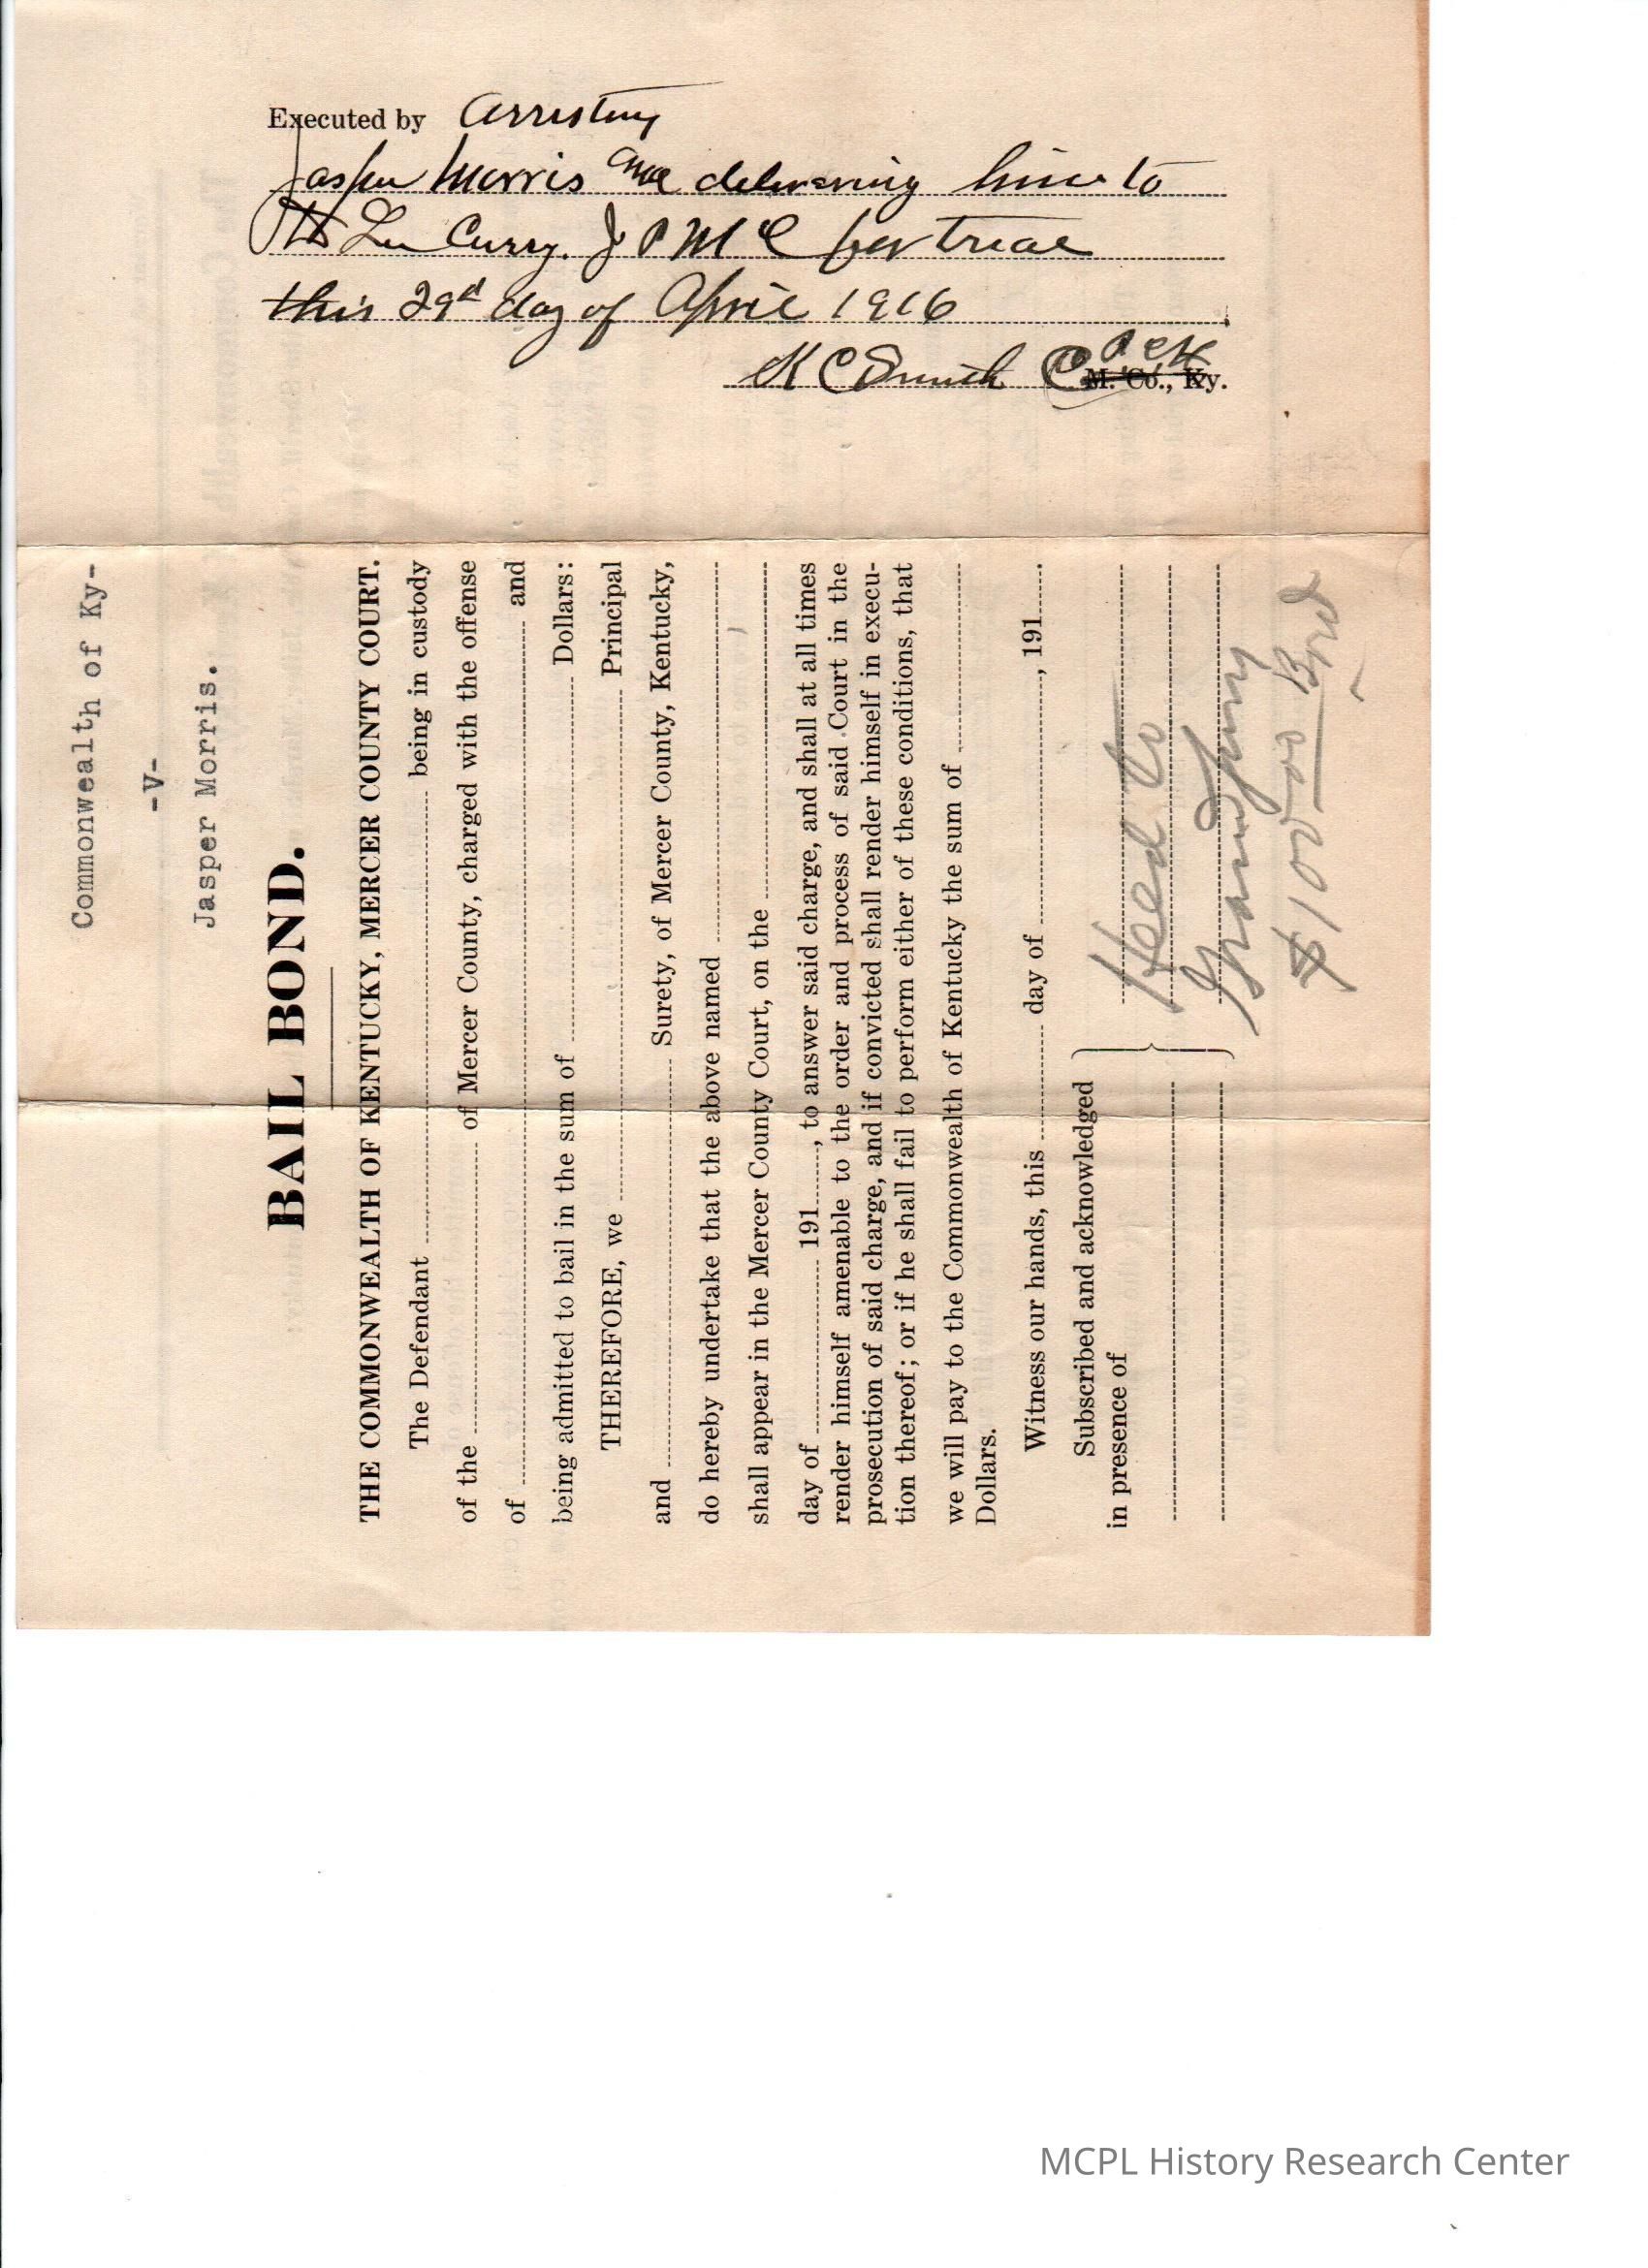 Executed by arresting
Jasper Morris and delivering him to
Lee Curry. J P M C for trial
this 29d day of April 1916
K C Smith C P C K
M. Co., Ky.
Commonwealth of Ky-
-V-
Jasper Morris.
BAIL BOND.
THE COMMONWEALTH OF KENTUCKY, MERCER COUNTY COURT.
The Defendant being in custody
of the of Mercer County, charged with the offense
of and
being admitted to bail in the sum of Dollars:
THEREFORE, we Principal
and Surety, of Mercer County, Kentucky,
do hereby undertake that the above named
shall appear in the Mercer County Court, on the
day of 191, to answer said charge, and shall at all times
render himself amenable to the order and process of said Court in the
prosecution of said charge, and if convicted shall render himself in execu-
tion thereof; or if he shall fail to perform either of these conditions, that
we will pay to the Commonwealth of Kentucky the sum of
Dollars.
Witness our hands, this day of , 191.
Subscribed and acknowledged
in presence of
Heed to
Grand Jury
$100 00 Bond
MCPL History Research Center